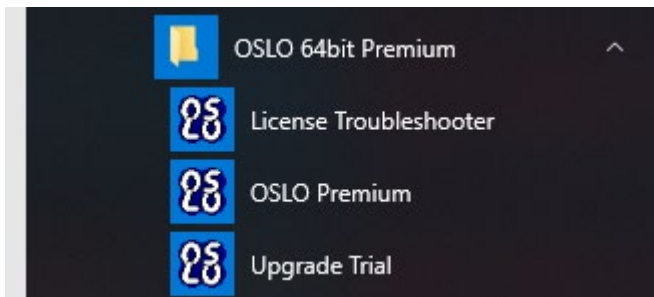 OSLO 64bit Premium
License Troubleshooter
OSLO Premium
Upgrade Trial